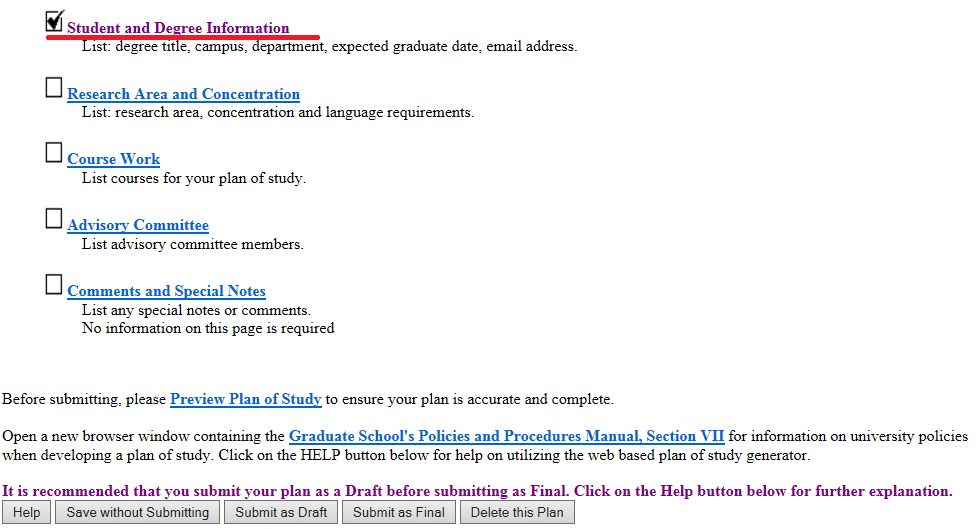 Student and Degree Information
List: degree title, campus, department, expected graduate date, email address.
Research Area and Concentration
List: research area, concentration and language requirements.
Course Work
List courses for your plan of study.
Advisory Committee
List advisory committee members.
Comments and Special Notes
List any special notes or comments.
No information on this page is required
Before submitting, please Preview Plan of Study to ensure your plan is accurate and complete.
Open a new browser window containing the Graduate School's Policies and Procedures Manual, Section VII for information on university policies
when developing a plan of study. Click on the HELP button below for help on utilizing the web based plan of study generator.
It is recommended that you submit your plan as a Draft before submitting as Final. Click on the Help button below for further explanation.
Help Save without Submitting Submit as Draft Submit as Final Delete this Plan